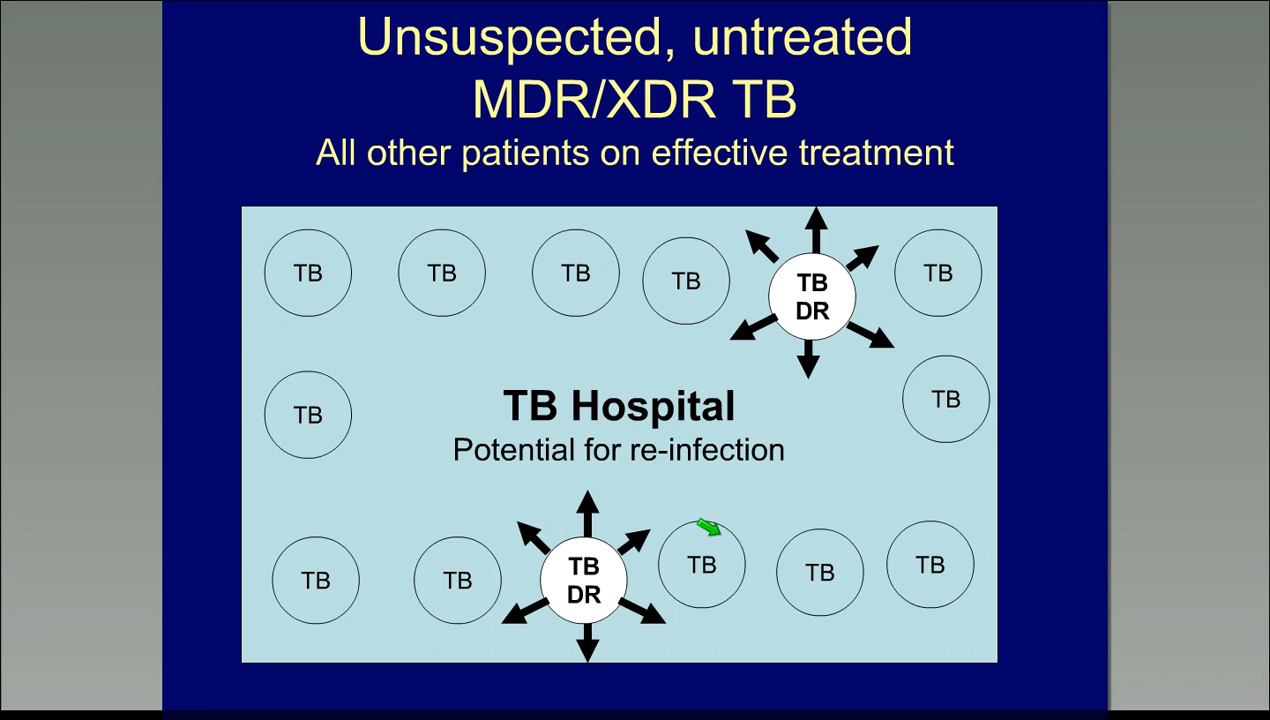 Unsuspected, untreated
MDR/XDR TB
All other patients on effective treatment
TB
TB
TB
TB
TB
DR
TB
TB
TB Hospital
Potential for re-infection
TB
TB
TB
TB
DR
TB
TB
TB